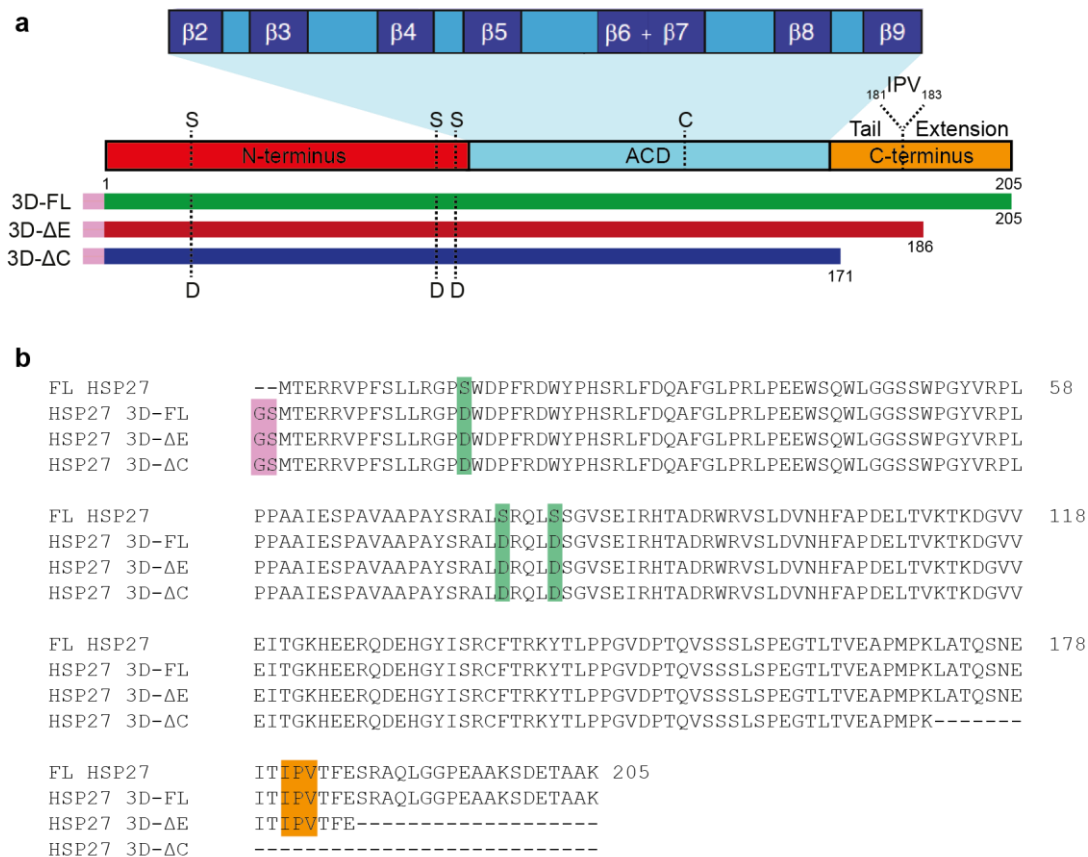 a
β2 β3 β4 β5 β6 + β7 β8 β9
181IPV183
S S S C Tail Extension
N-terminus ACD C-terminus
1 205
3D-FL 205
3D-ΔE 186
3D-ΔC 171
D D D
b
FL HSP27 --MTERRVPFSLLRGPSWDPFRDWYPHSRLFDQAFGLPRLPEEWSQWLGGSSWPGYVRPL 58
HSP27 3D-FL GSMTERRVPFSLLRGPDWDPFRDWYPHSRLFDQAFGLPRLPEEWSQWLGGSSWPGYVRPL
HSP27 3D-ΔE GSMTERRVPFSLLRGPDWDPFRDWYPHSRLFDQAFGLPRLPEEWSQWLGGSSWPGYVRPL
HSP27 3D-ΔC GSMTERRVPFSLLRGPDWDPFRDWYPHSRLFDQAFGLPRLPEEWSQWLGGSSWPGYVRPL
FL HSP27 PPAAIESPAVAAPAYSRALSRQLSSGVSEIRHTADRWRVSLDVNHFAPDELTVKTKDGVV 118
HSP27 3D-FL PPAAIESPAVAAPAYSRALDRQLDSGVSEIRHTADRWRVSLDVNHFAPDELTVKTKDGVV
HSP27 3D-ΔE PPAAIESPAVAAPAYSRALDRQLDSGVSEIRHTADRWRVSLDVNHFAPDELTVKTKDGVV
HSP27 3D-ΔC PPAAIESPAVAAPAYSRALDRQLDSGVSEIRHTADRWRVSLDVNHFAPDELTVKTKDGVV
FL HSP27 EITGKHEERQDEHGYISRCFTRKYTLPPGVDPTQVSSSLSPEGTLTVEAPMPKLATQSNE 178
HSP27 3D-FL EITGKHEERQDEHGYISRCFTRKYTLPPGVDPTQVSSSLSPEGTLTVEAPMPKLATQSNE
HSP27 3D-ΔE EITGKHEERQDEHGYISRCFTRKYTLPPGVDPTQVSSSLSPEGTLTVEAPMPKLATQSNE
HSP27 3D-ΔC EITGKHEERQDEHGYISRCFTRKYTLPPGVDPTQVSSSLSPEGTLTVEAPMPK-------
FL HSP27 ITIPVTFESRAQLGGPEAAKSDETAAK 205
HSP27 3D-FL ITIPVTFESRAQLGGPEAAKSDETAAK
HSP27 3D-ΔE ITIPVTFE-------------------
HSP27 3D-ΔC ---------------------------